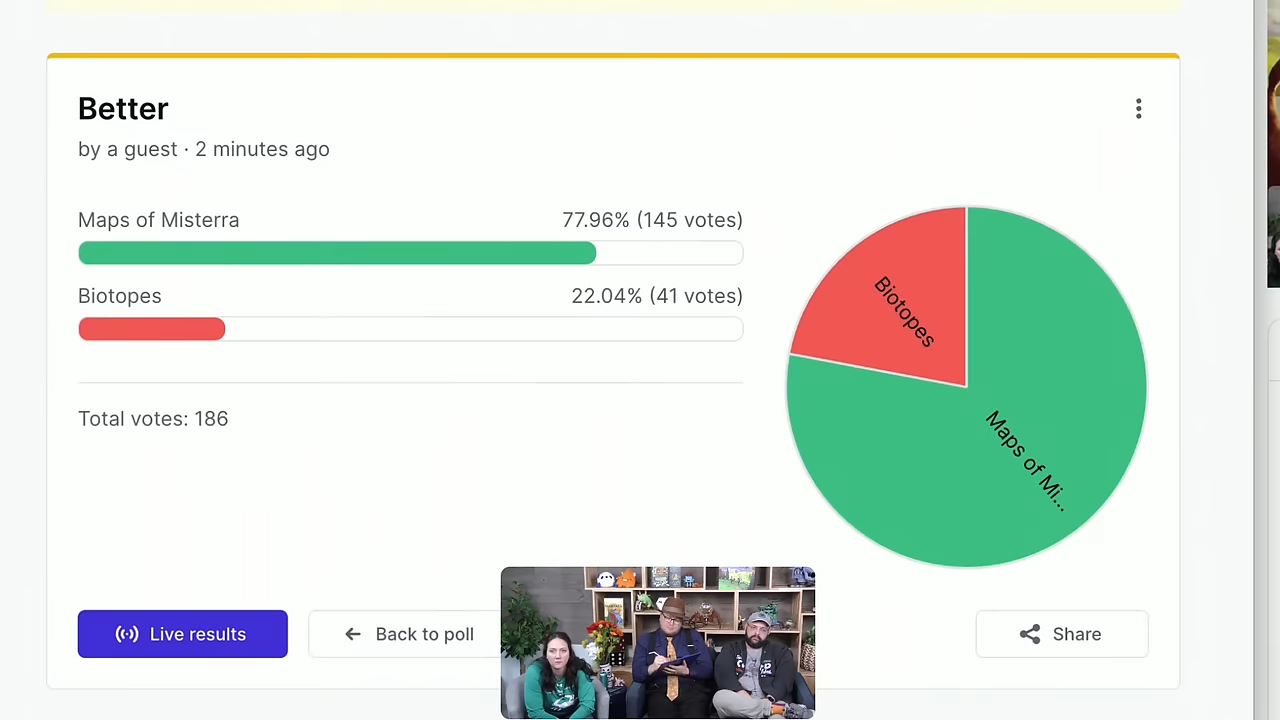 Better
by a guest · 2 minutes ago
Maps of Misterra 77.96% (145 votes)
Biotopes 22.04% (41 votes)
Total votes: 186
Biotopes
Maps of Mi...
Live results
Back to poll
Share